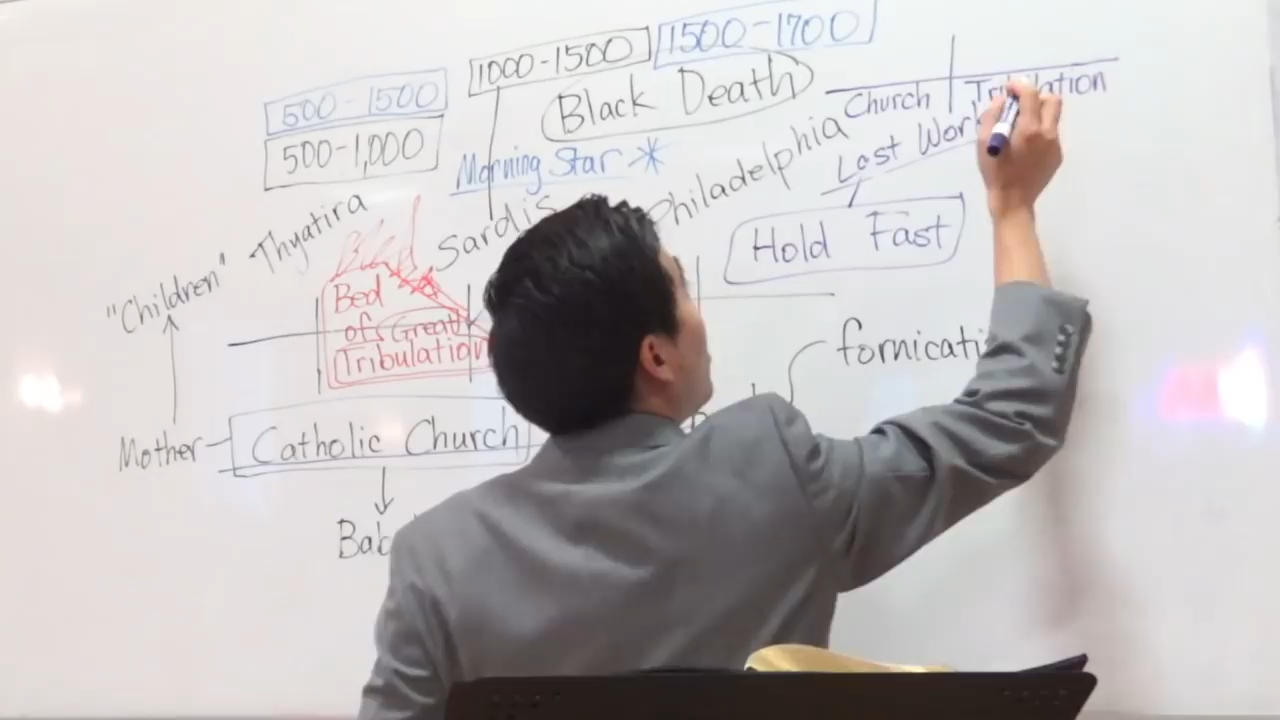 1500-1700
1000-1500
500-1500
Black Death
500-1,000
Church
Morning Star
Philadelphia
Last
Thyatira
Sardis
Hold Fast
"Children"
Bed
of Great
Tribulation
Mother
Catholic Church